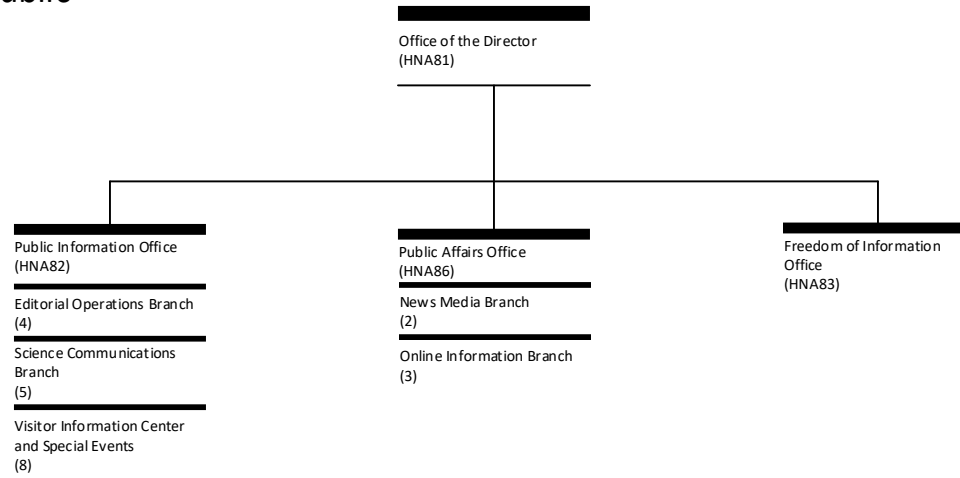 Office of the Director
(HNA81)
Public Information Office
(HNA82)
Editorial Operations Branch
(4)
Science Communications
Branch
(5)
Visitor Information Center
and Special Events
(8)
Public Affairs Office
(HNA86)
News Media Branch
(2)
Online Information Branch
(3)
Freedom of Information
Office
(HNA83)